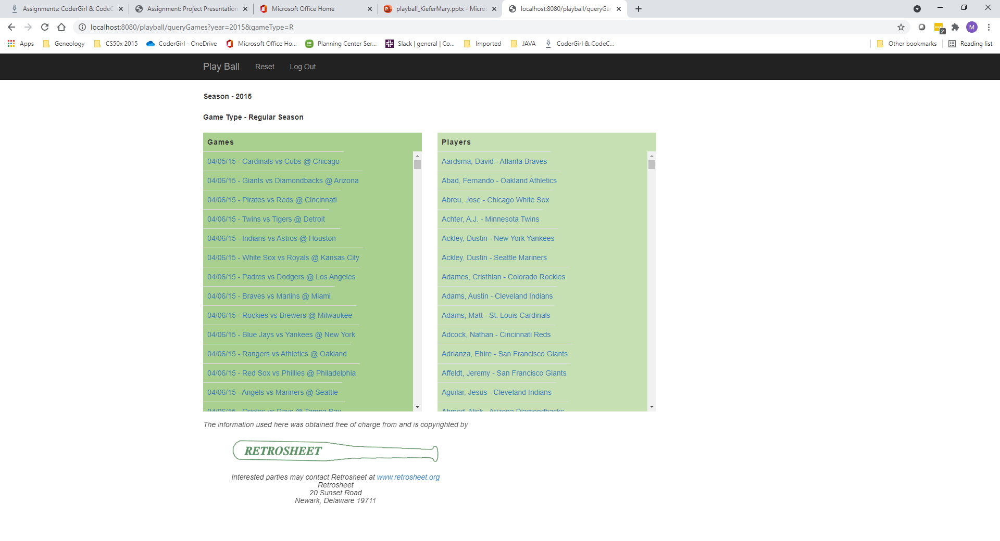 Assignments: CoderGirl & CodeC
Assignment: Project Presentation
Microsoft Office Home
playball_KieferMary.pptx - Micros
localhost:8080/playball/queryGar
localhost:8080/playball/queryGames?year=2015&gameType=R
M
2
Apps
Geneology
CS50x 2015
CoderGirl - OneDrive
Microsoft Office Ho...
Planning Center Ser...
Slack | general | Co...
Imported
JAVA
CoderGirl & CodeC...
Other bookmarks
Reading list
Play Ball
Reset
Log Out
Season - 2015
Game Type - Regular Season
Games
04/05/15 - Cardinals vs Cubs @ Chicago
04/06/15 - Giants vs Diamondbacks @ Arizona
04/06/15 - Pirates vs Reds @ Cincinnati
04/06/15 - Twins vs Tigers @ Detroit
04/06/15 - Indians vs Astros @ Houston
04/06/15 - White Sox vs Royals @ Kansas City
04/06/15 - Padres vs Dodgers @ Los Angeles
04/06/15 - Braves vs Marlins @ Miami
04/06/15 - Rockies vs Brewers @ Milwaukee
04/06/15 - Blue Jays vs Yankees @ New York
04/06/15 - Rangers vs Athletics @ Oakland
04/06/15 - Red Sox vs Phillies @ Philadelphia
04/06/15 - Angels vs Mariners @ Seattle
04/06/15 - Orioles vs Rays @ Tampa Bay
Players
Aardsma, David - Atlanta Braves
Abad, Fernando - Oakland Athletics
Abreu, Jose - Chicago White Sox
Achter, A.J. - Minnesota Twins
Ackley, Dustin - New York Yankees
Ackley, Dustin - Seattle Mariners
Adames, Cristhian - Colorado Rockies
Adams, Austin - Cleveland Indians
Adams, Matt - St. Louis Cardinals
Adcock, Nathan - Cincinnati Reds
Adrianza, Ehire - San Francisco Giants
Affeldt, Jeremy - San Francisco Giants
Aguilar, Jesus - Cleveland Indians
Ahmed, Nick - Arizona Diamondbacks
The information used here was obtained free of charge from and is copyrighted by
RETROSHEET
Interested parties may contact Retrosheet at www.retrosheet.org
Retrosheet
20 Sunset Road
Newark, Delaware 19711